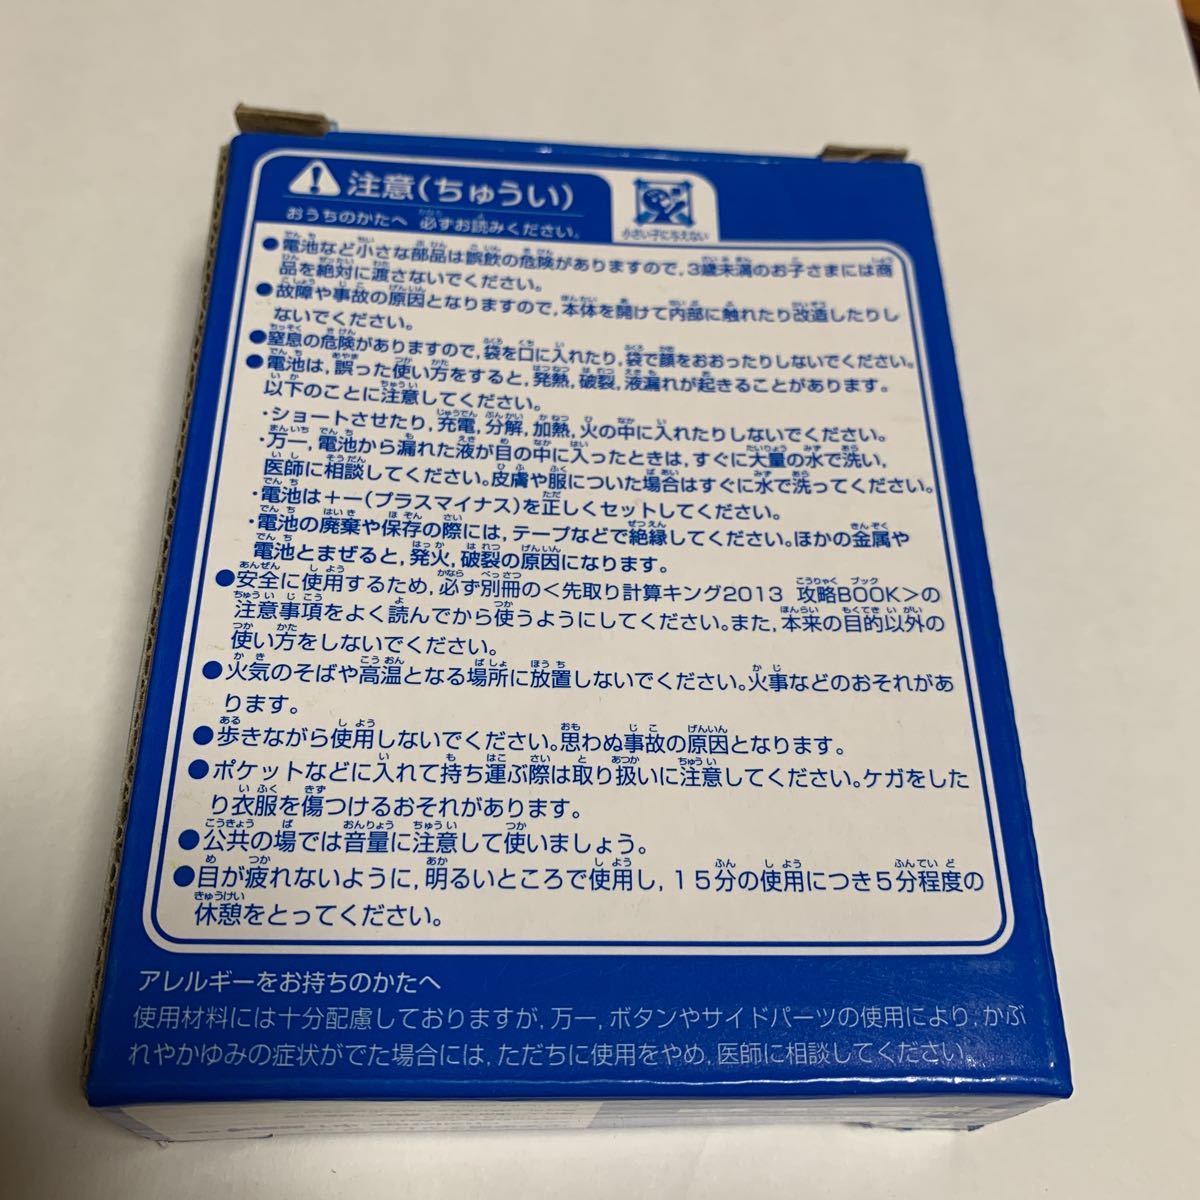 注意(ちゅうい)
おうちのかたへ 必ずお読みください。
小さい子に与えない
●電池など小さな部品は誤飲の危険がありますので,3歳未満のお子さまには商
品を絶対に渡さないでください。
●故障や事故の原因となりますので,本体を開けて内部に触れたり改造したりし
ないでください。
●窒息の危険がありますので,袋を口に入れたり,袋で顔をおおったりしないでください。
●電池は,誤った使い方をすると,発熱,破裂,液漏れが起きることがあります。
以下のことに注意してください。
・ショートさせたり,充電,分解,加熱,火の中に入れたりしないでください。
・万一,電池から漏れた液が目の中に入ったときは,すぐに大量の水で洗い,
医師に相談してください。皮膚や服についた場合はすぐに水で洗ってください。
・電池は+−(プラスマイナス)を正しくセットしてください。
・電池の廃棄や保存の際には,テープなどで絶縁してください。ほかの金属や
電池とまぜると,発火,破裂の原因になります。
●安全に使用するため,必ず別冊の<先取り計算キング2013 攻略BOOK>の
注意事項をよく読んでから使うようにしてください。また,本来の目的以外の
使い方をしないでください。
●火気のそばや高温となる場所に放置しないでください。火事などのおそれがあ
ります。
●歩きながら使用しないでください。思わぬ事故の原因となります。
●ポケットなどに入れて持ち運ぶ際は取り扱いに注意してください。ケガをした
り衣服を傷つけるおそれがあります。
●公共の場では音量に注意して使いましょう。
●目が疲れないように,明るいところで使用し,15分の使用につき5分程度の
休憩をとってください。
アレルギーをお持ちのかたへ
使用材料には十分配慮しておりますが,万一,ボタンやサイドパーツの使用により,かぶ
れやかゆみの症状がでた場合には,ただちに使用をやめ,医師に相談してください。